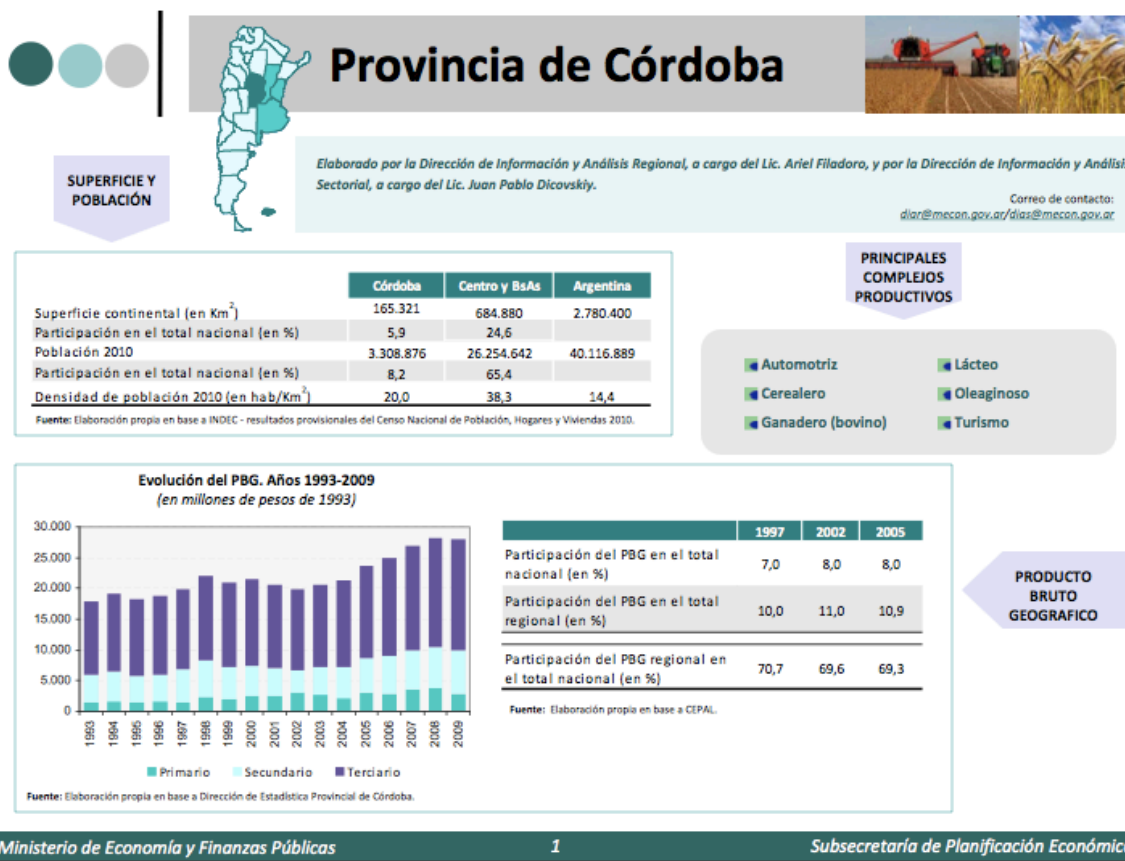 Provincia de Córdoba
SUPERFICIE Y
POBLACIÓN
Elaborado por la Dirección de Información y Análisis Regional, a cargo del Lic. Ariel Filadoro, y por la Dirección de Información y Análisis
Sectorial, a cargo del Lic. Juan Pablo Dicovskiy.
Correo de contacto:
diar@mecon.gov.ar/dias@mecon.gov.ar
Córdoba Centro y BsAs Argentina
Superficie continental (en Km2) 165.321 684.880 2.780.400
Participación en el total nacional (en %) 5,9 24,6
Población 2010 3.308.876 26.254.642 40.116.889
Participación en el total nacional (en %) 8,2 65,4
Densidad de población 2010 (en hab/Km2) 20,0 38,3 14,4
Fuente: Elaboración propia en base a INDEC - resultados provisionales del Censo Nacional de Población, Hogares y Viviendas 2010.
PRINCIPALES
COMPLEJOS
PRODUCTIVOS
Automotriz Lácteo
Cerealero Oleaginoso
Ganadero (bovino) Turismo
Evolución del PBG. Años 1993-2009
(en millones de pesos de 1993)
30.000
25.000
20.000
15.000
10.000
5.000
0
1993 1994 1995 1996 1997 1998 1999 2000 2001 2002 2003 2004 2005 2006 2007 2008 2009
Primario Secundario Terciario
Fuente: Elaboración propia en base a Dirección de Estadística Provincial de Córdoba.
1997 2002 2005
Participación del PBG en el total
nacional (en %) 7,0 8,0 8,0
Participación del PBG en el total
regional (en %) 10,0 11,0 10,9
Participación del PBG regional en
el total nacional (en %) 70,7 69,6 69,3
Fuente: Elaboración propia en base a CEPAL.
PRODUCTO
BRUTO
GEOGRAFICO
Ministerio de Economía y Finanzas Públicas 1 Subsecretaría de Planificación Económic